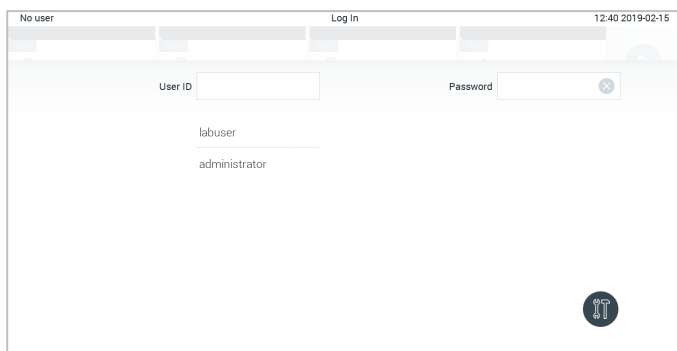 No user Log In 12:40 2019-02-15
User ID Password
labuser
administrator